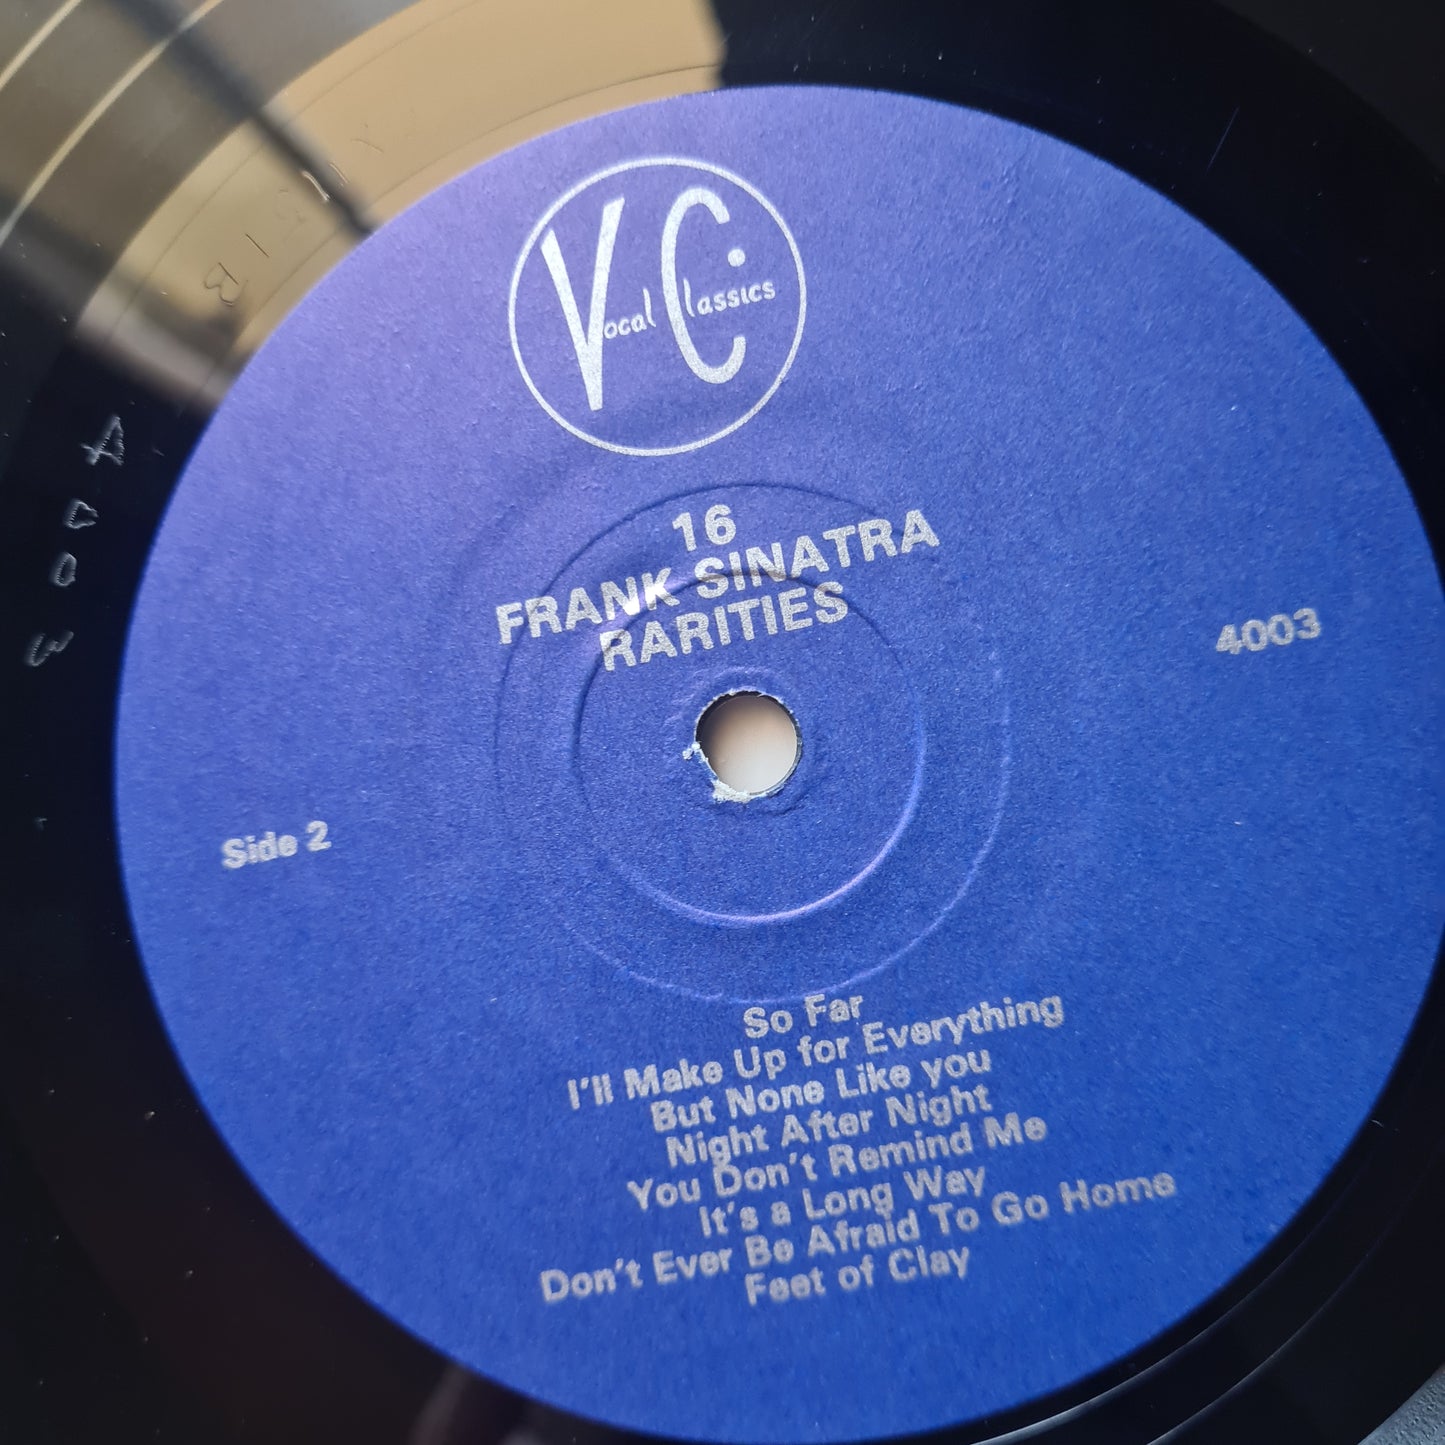 Vocal Classics
16
FRANK SINATRA
RARITIES
4003
Side 2
So Far
I'll Make Up for Everything
But None Like you
Night After Night
You Don't Remind Me
It's a Long Way
Don't Ever Be Afraid To Go Home
Feet of Clay
4003